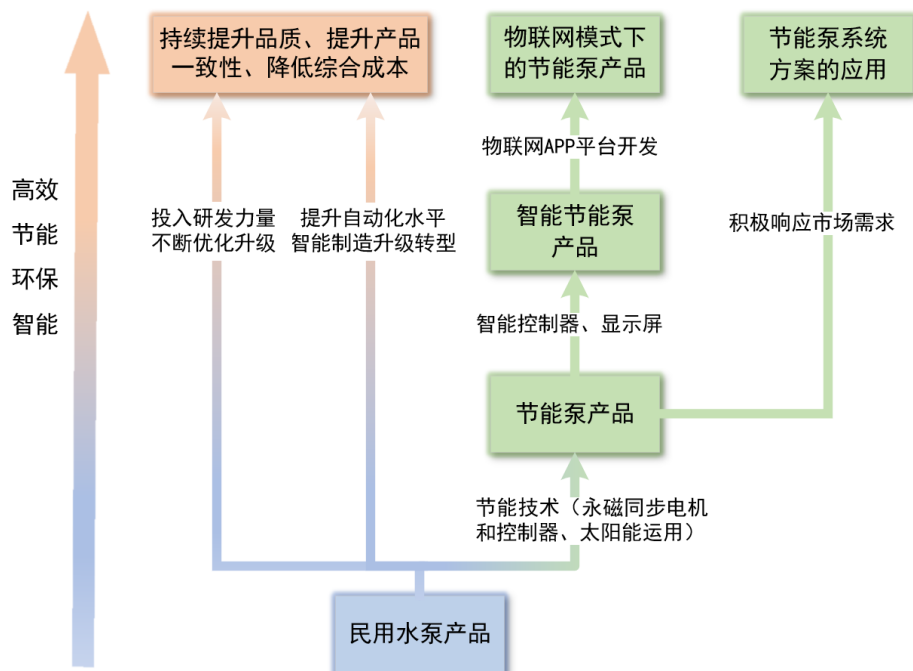 持续提升品质、提升产品
一致性、降低综合成本
物联网模式下
的节能泵产品
节能泵系统
方案的应用
物联网APP平台开发
高效
节能
环保
智能
投入研发力量
不断优化升级
提升自动化水平
智能制造升级转型
智能节能泵
产品
积极响应市场需求
智能控制器、显示屏
节能泵产品
节能技术（永磁同步电机
和控制器、太阳能运用）
民用水泵产品